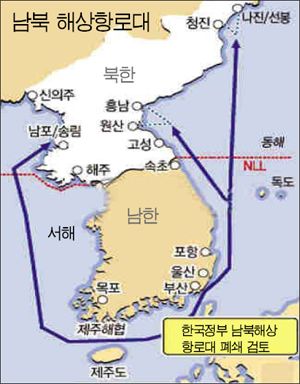 남북 해상항로대
나진/선봉
청진
북한
신의주
흥남
원산
남포/송림
고성
동해
해주
속초
NLL
독도
서해
남한
포항
울산
목포
부산
제주해협
제주도
한국정부 남북해상
항로대 폐쇄 검토